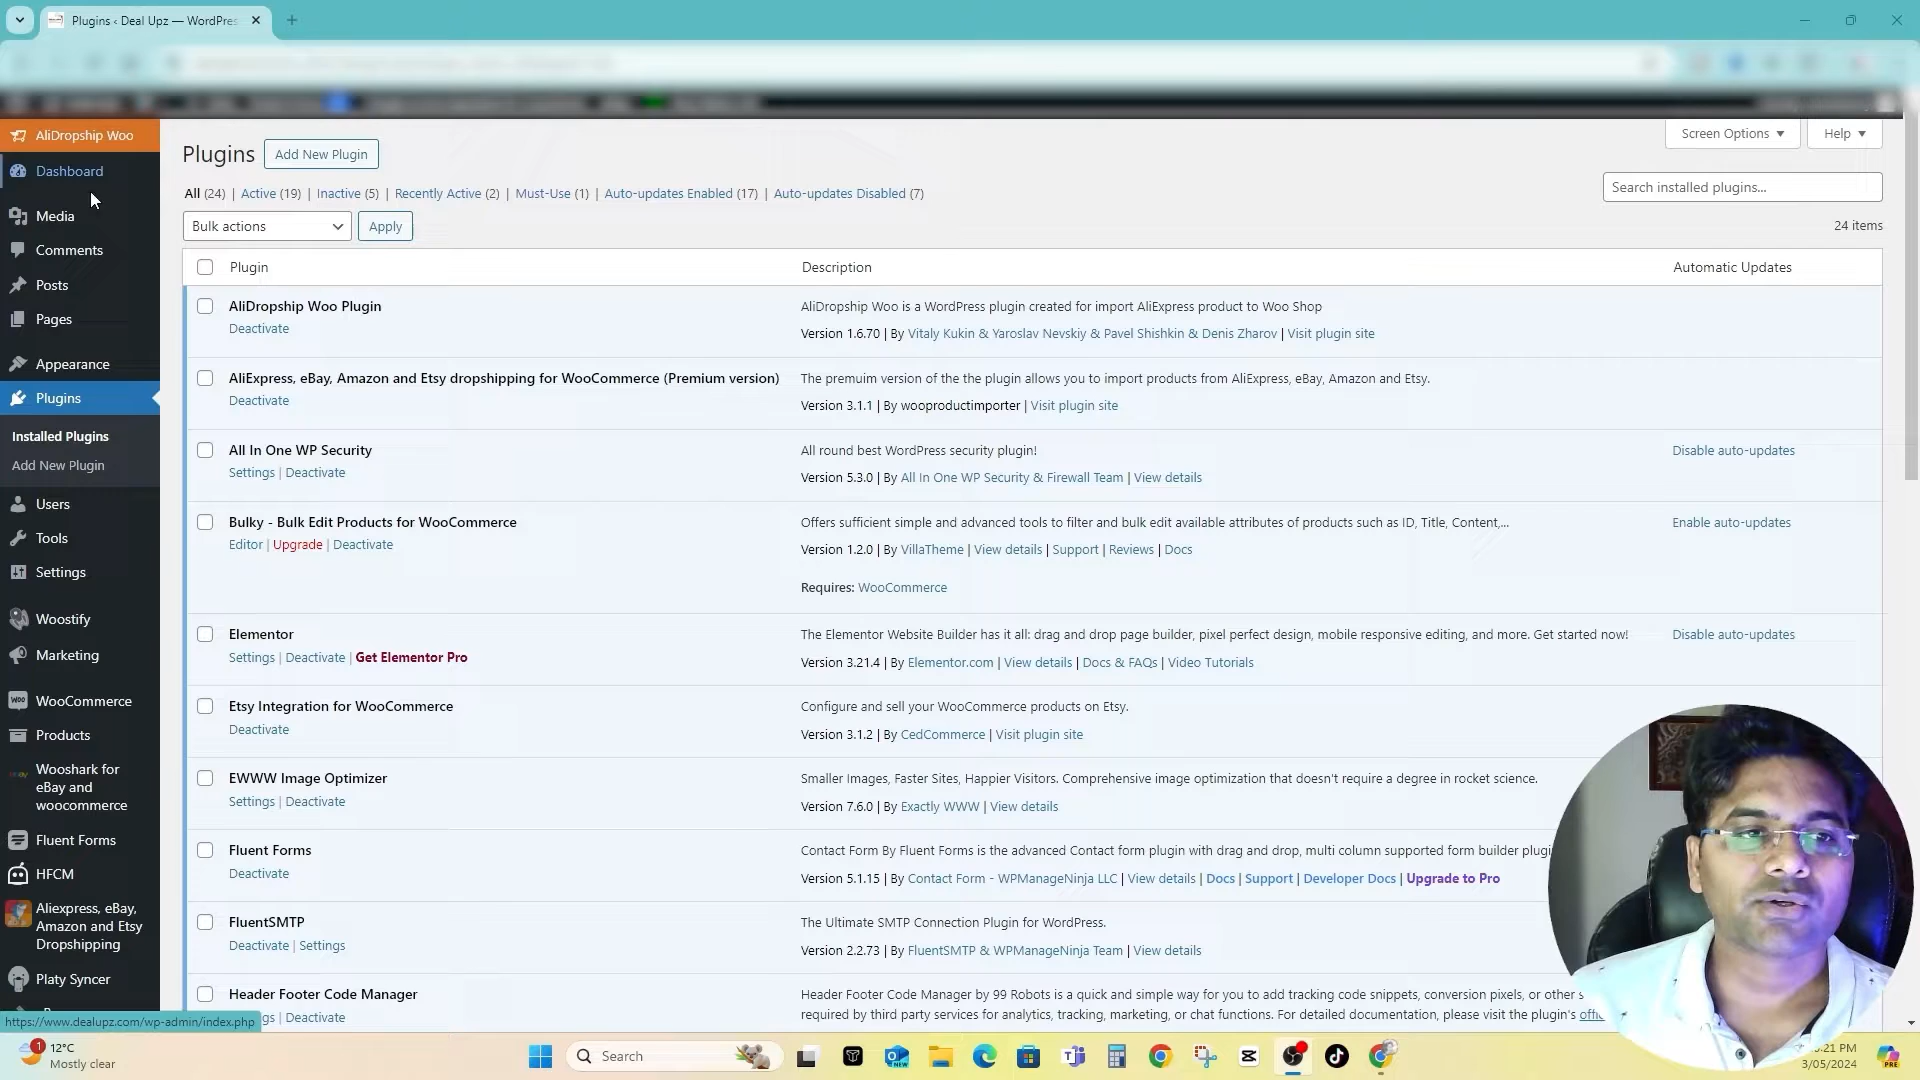 Plugins ‹ Deal Upz — WordPres
AliDropship Woo
Dashboard
Media
Comments
Posts
Pages
Appearance
Plugins
Installed Plugins
Add New Plugin
Users
Tools
Settings
Woostify
Marketing
WooCommerce
Products
Wooshark for
eBay and
woocommerce
Fluent Forms
HFCM
Aliexpress, eBay,
Amazon and Etsy
Dropshipping
Platy Syncer
https://www.dealupz.com/wp-admin/index.php
Plugins Add New Plugin
Screen Options Help
All (24) | Active (19) | Inactive (5) | Recently Active (2) | Must-Use (1) | Auto-updates Enabled (17) | Auto-updates Disabled (7)
Search installed plugins...
Bulk actions Apply
24 items
Plugin Description Automatic Updates
AliDropship Woo Plugin
Deactivate
AliDropship Woo is a WordPress plugin created for import AliExpress product to Woo Shop
Version 1.6.70 | By Vitaly Kukin & Yaroslav Nevskiy & Pavel Shishkin & Denis Zharov | Visit plugin site
AliExpress, eBay, Amazon and Etsy dropshipping for WooCommerce (Premium version)
Deactivate
The premuim version of the the plugin allows you to import products from AliExpress, eBay, Amazon and Etsy.
Version 3.1.1 | By wooproductimporter | Visit plugin site
All In One WP Security
Settings | Deactivate
All round best WordPress security plugin!
Version 5.3.0 | By All In One WP Security & Firewall Team | View details
Disable auto-updates
Bulky - Bulk Edit Products for WooCommerce
Editor | Upgrade | Deactivate
Offers sufficient simple and advanced tools to filter and bulk edit available attributes of products such as ID, Title, Content,...
Version 1.2.0 | By VillaTheme | View details | Support | Reviews | Docs
Requires: WooCommerce
Enable auto-updates
Elementor
Settings | Deactivate | Get Elementor Pro
The Elementor Website Builder has it all: drag and drop page builder, pixel perfect design, mobile responsive editing, and more. Get started now!
Version 3.21.4 | By Elementor.com | View details | Docs & FAQs | Video Tutorials
Disable auto-updates
Etsy Integration for WooCommerce
Deactivate
Configure and sell your WooCommerce products on Etsy.
Version 3.1.2 | By CedCommerce | Visit plugin site
EWWW Image Optimizer
Settings | Deactivate
Smaller Images, Faster Sites, Happier Visitors. Comprehensive image optimization that doesn't require a degree in rocket science.
Version 7.6.0 | By Exactly WWW | View details
Fluent Forms
Deactivate
Contact Form By Fluent Forms is the advanced Contact form plugin with drag and drop, multi column supported form builder plugi
Version 5.1.15 | By Contact Form - WPManageNinja LLC | View details | Docs | Support | Developer Docs | Upgrade to Pro
FluentSMTP
Deactivate | Settings
The Ultimate SMTP Connection Plugin for WordPress.
Version 2.2.73 | By FluentSMTP & WPManageNinja Team | View details
Header Footer Code Manager
gs | Deactivate
Header Footer Code Manager by 99 Robots is a quick and simple way for you to add tracking code snippets, conversion pixels, or other s
required by third party services for analytics, tracking, marketing, or chat functions. For detailed documentation, please visit the plugin's offic
1
12°C
Mostly clear
Search
NEW
:21 PM
3/05/2024
PRE